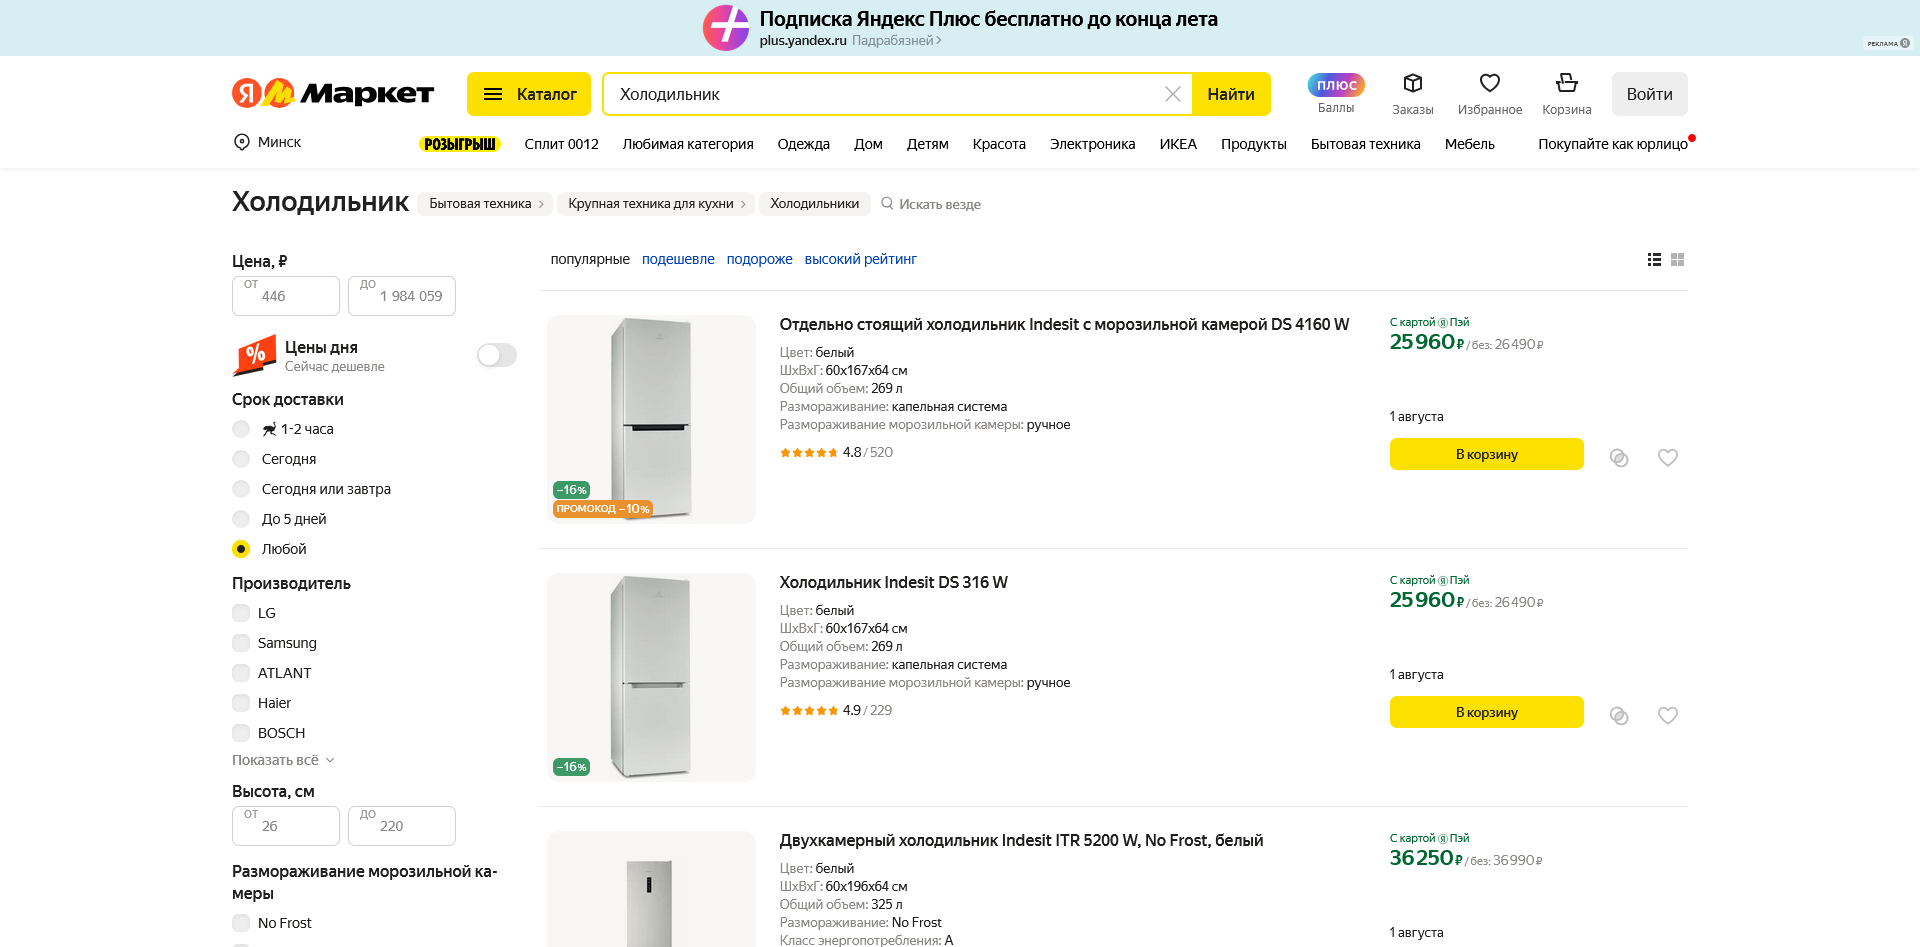 Подписка Яндекс Плюс бесплатно до конца лета
plus.yandex.ru Падрабязней
РЕКЛАМА Я
Я М Маркет
Каталог
Холодильник
Найти
ПЛЮС
Баллы
Заказы
Избранное
Корзина
Войти
Минск
РОЗЫГРЫШ
Сплит 0012
Любимая категория
Одежда
Дом
Детям
Красота
Электроника
ИКЕА
Продукты
Бытовая техника
Мебель
Покупайте как юрлицо
Холодильник
Бытовая техника
Крупная техника для кухни
Холодильники
Искать везде
Цена, ₽
от 446
до 1 984 059
%
Цены дня
Сейчас дешевле
Срок доставки
1-2 часа
Сегодня
Сегодня или завтра
До 5 дней
Любой
Производитель
LG
Samsung
ATLANT
Haier
BOSCH
Показать всё
Высота, см
от 26
до 220
Размораживание морозильной ка-
меры
No Frost
популярные подешевле подороже высокий рейтинг
–16%
ПРОМОКОД –10%
Отдельно стоящий холодильник Indesit с морозильной камерой DS 4160 W
Цвет: белый
ШхВхГ: 60х167х64 см
Общий объем: 269 л
Размораживание: капельная система
Размораживание морозильной камеры: ручное
4.8 / 520
С картой Я Пэй
25 960 ₽ / без: 26 490 ₽
1 августа
В корзину
–16%
Холодильник Indesit DS 316 W
Цвет: белый
ШхВхГ: 60х167х64 см
Общий объем: 269 л
Размораживание: капельная система
Размораживание морозильной камеры: ручное
4.9 / 229
С картой Я Пэй
25 960 ₽ / без: 26 490 ₽
1 августа
В корзину
Двухкамерный холодильник Indesit ITR 5200 W, No Frost, белый
Цвет: белый
ШхВхГ: 60х196х64 см
Общий объем: 325 л
Размораживание: No Frost
Класс энергопотребления: A
С картой Я Пэй
36 250 ₽ / без: 36 990 ₽
1 августа